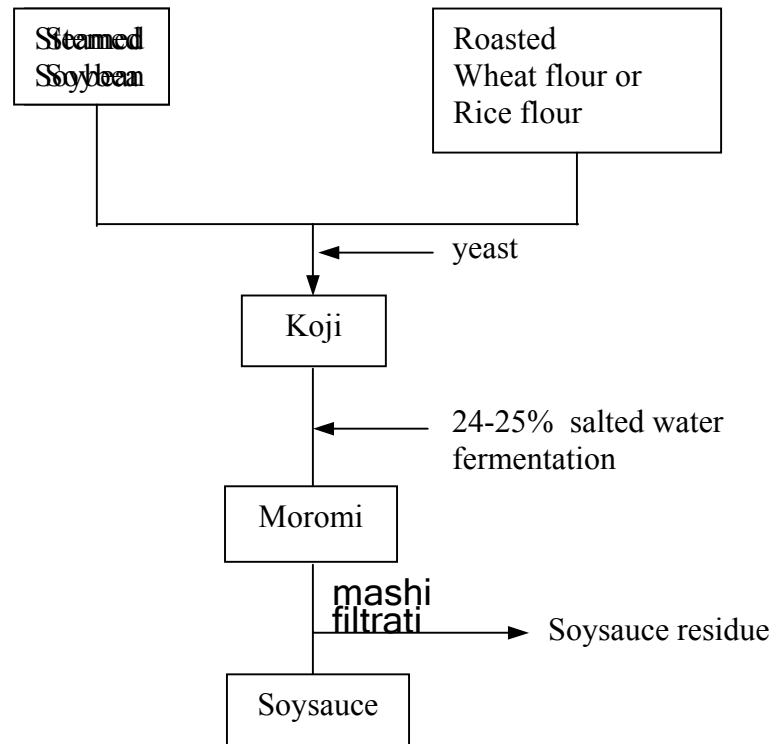 Steamed
Soybean
Roasted
Wheat flour or
Rice flour
yeast
Koji
24-25% salted water
fermentation
Moromi
mashi
filtrati
Soysauce residue
Soysauce